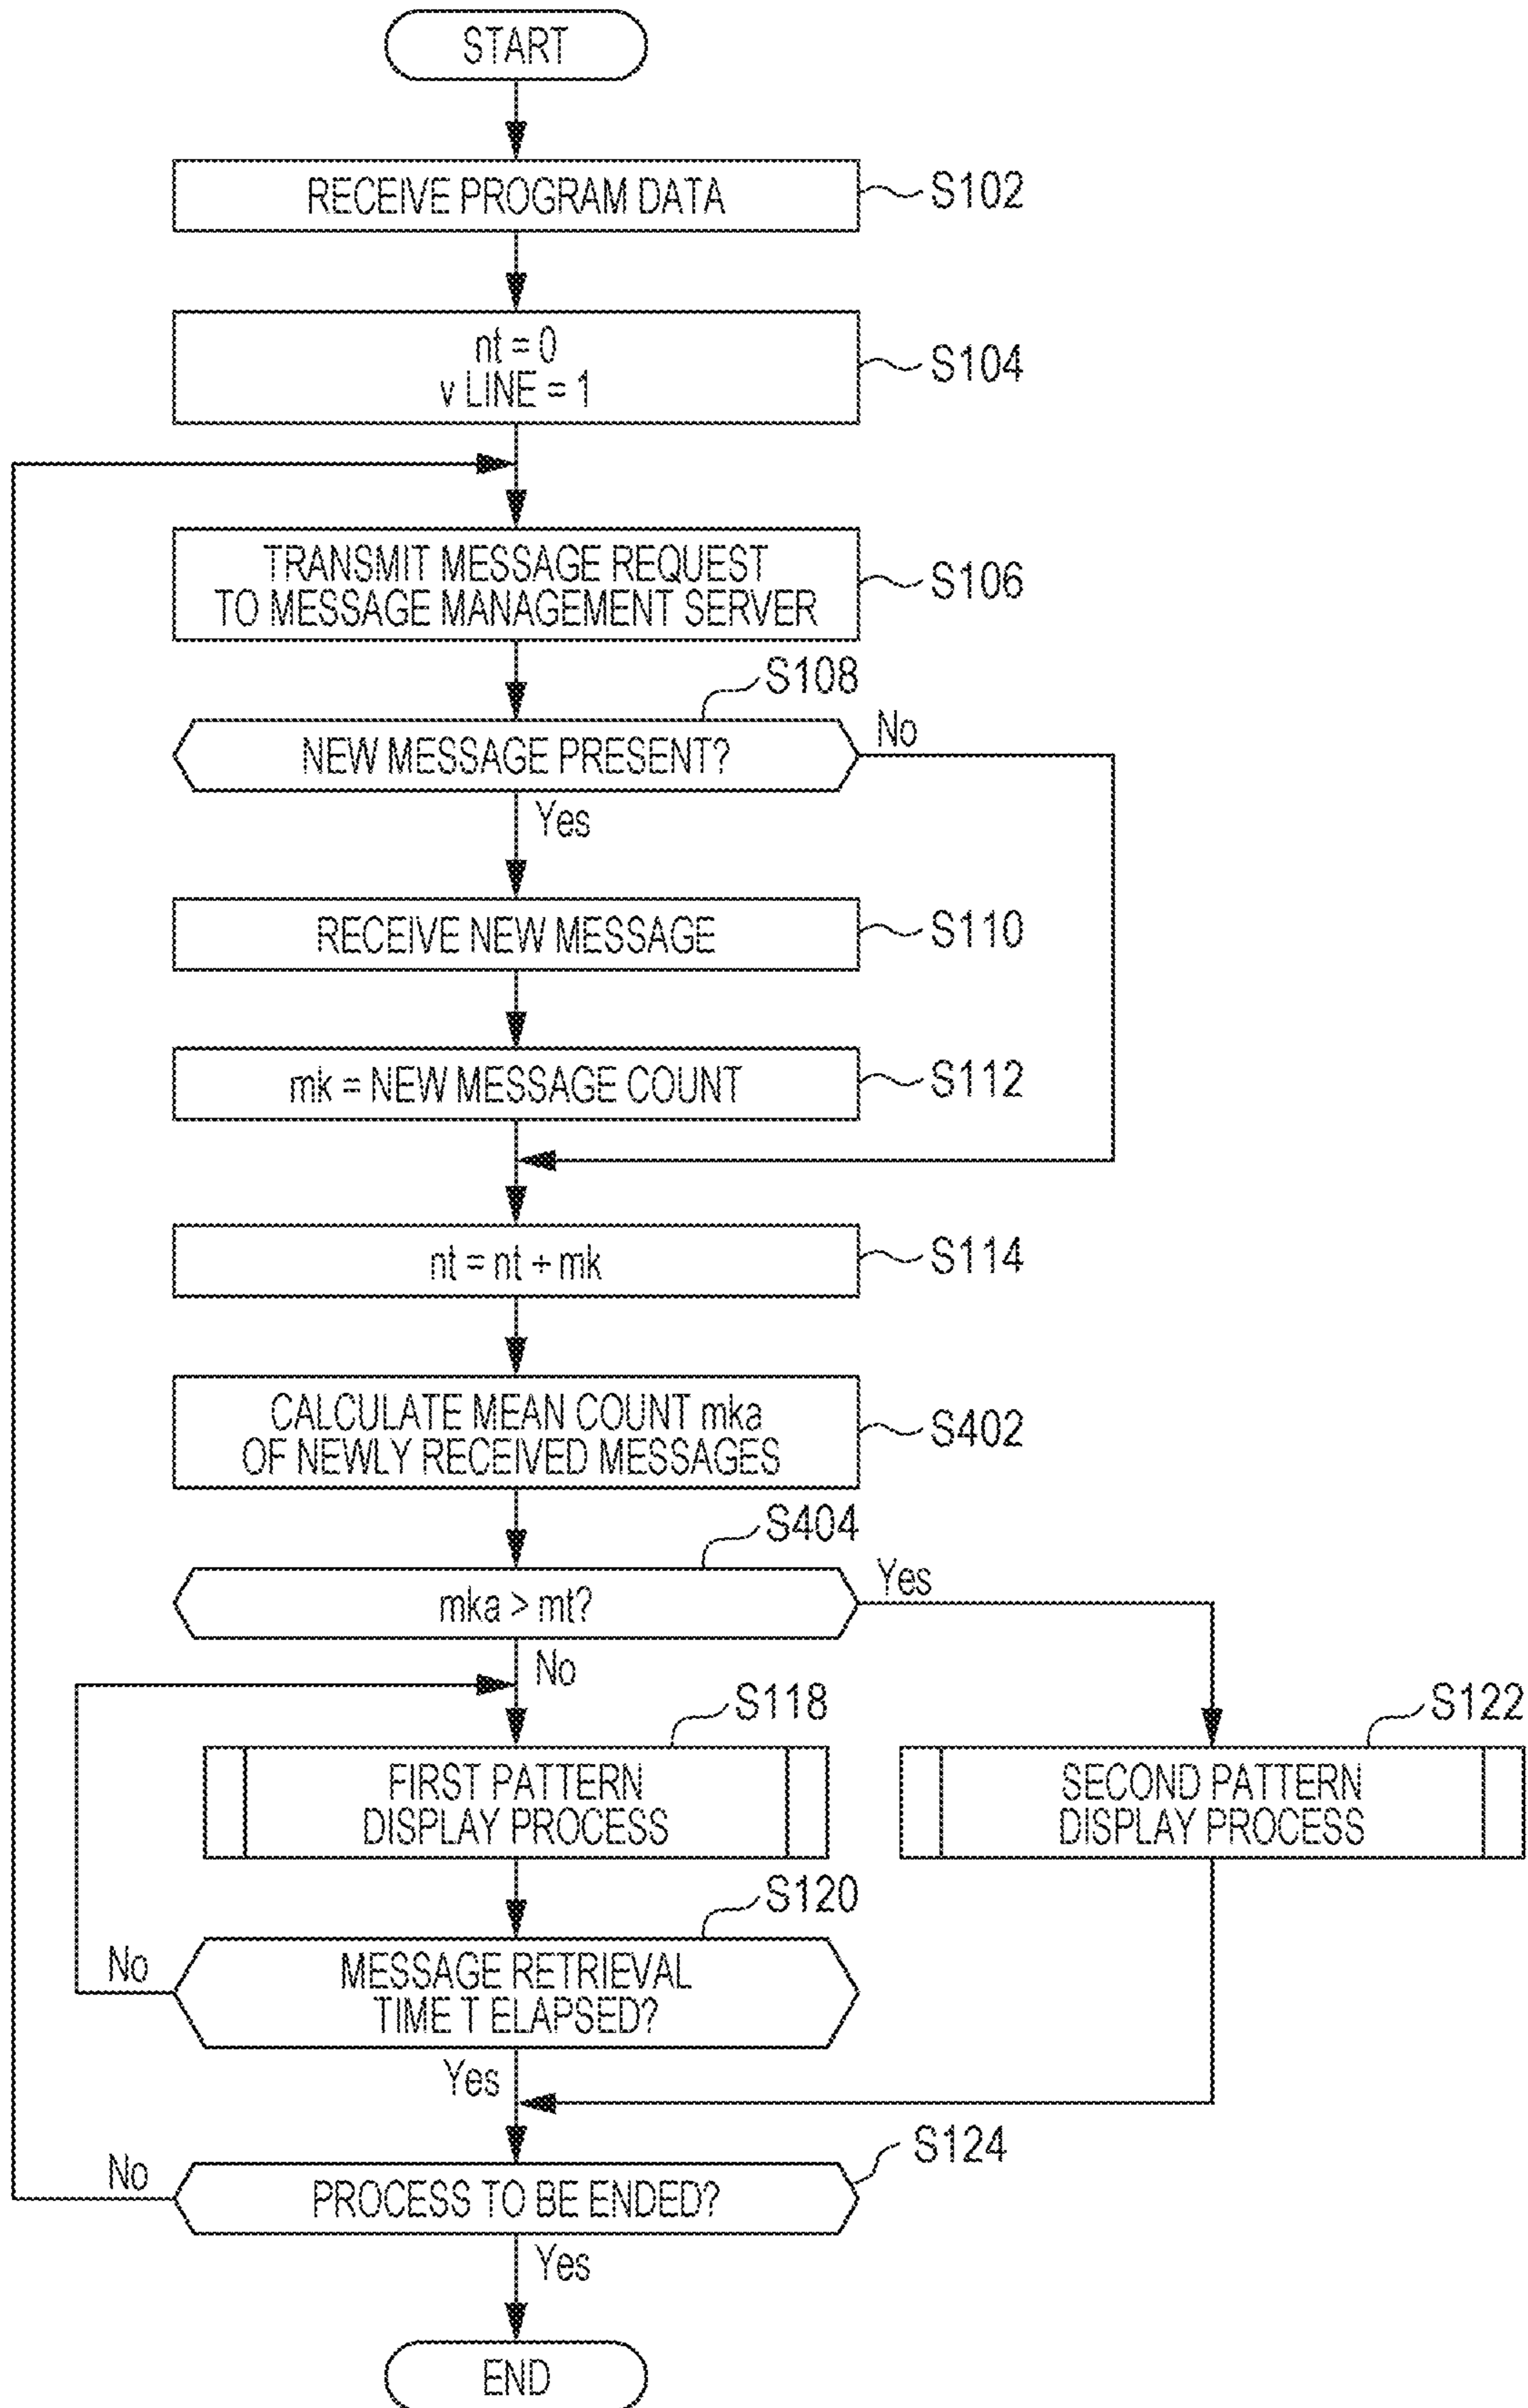 START
RECEIVE PROGRAM DATA
S102
nt = 0
v LINE = 1
S104
TRANSMIT MESSAGE REQUEST
TO MESSAGE MANAGEMENT SERVER
S106
S108
NEW MESSAGE PRESENT?
No
Yes
RECEIVE NEW MESSAGE
S110
mk = NEW MESSAGE COUNT
S112
nt = nt + mk
S114
CALCULATE MEAN COUNT mka
OF NEWLY RECEIVED MESSAGES
S402
S404
mka > mt?
Yes
No
S118
FIRST PATTERN
DISPLAY PROCESS
S122
SECOND PATTERN
DISPLAY PROCESS
S120
MESSAGE RETRIEVAL
TIME T ELAPSED?
No
Yes
S124
PROCESS TO BE ENDED?
No
Yes
END